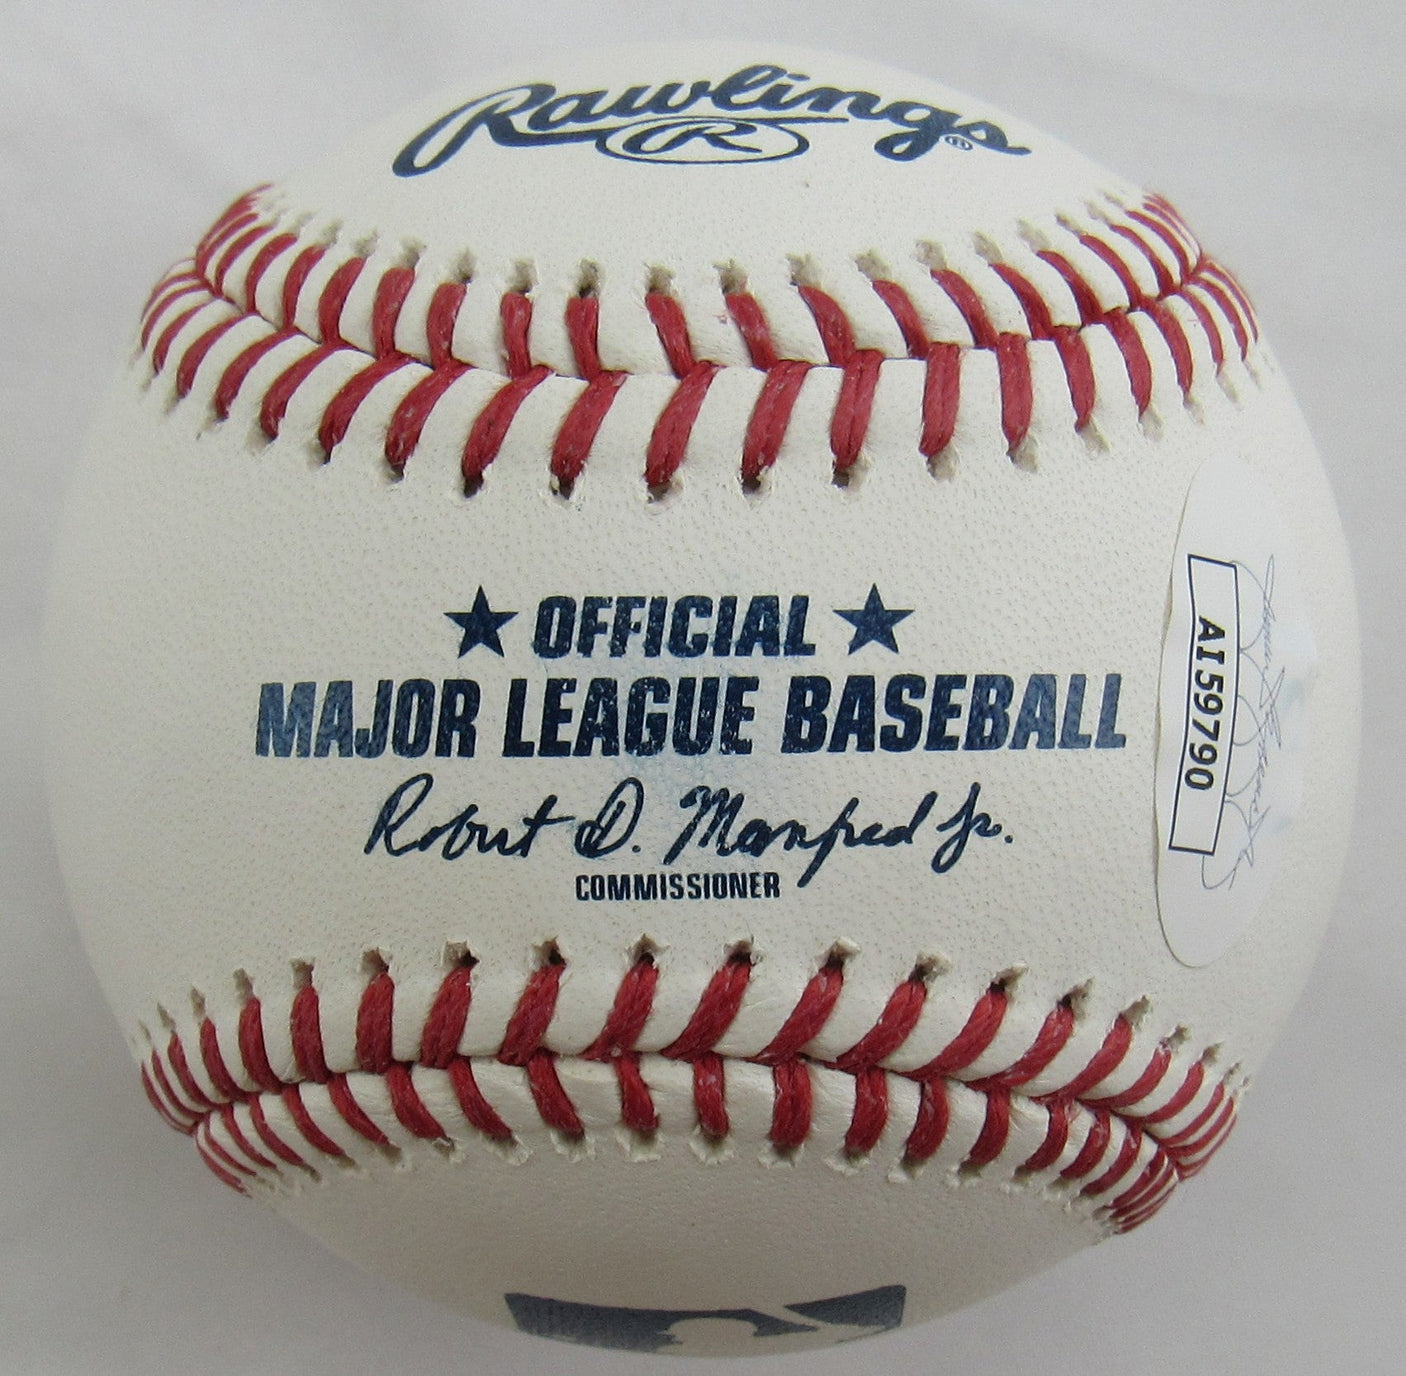 Rawlings®
R
★ OFFICIAL ★
MAJOR LEAGUE BASEBALL
Robert D. Manfred Jr.
COMMISSIONER
AI59790